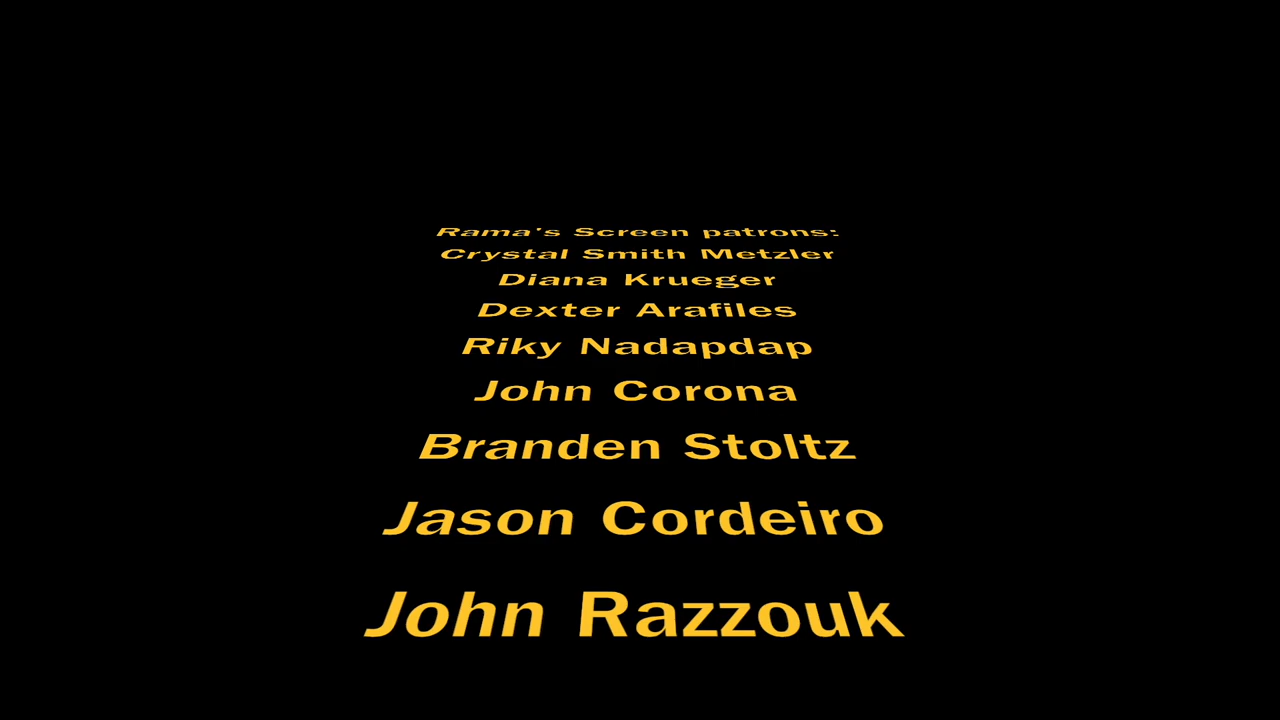 Rama's Screen patrons:
Crystal Smith Metzler
Diana Krueger
Dexter Arafiles
Riky Nadapdap
John Corona
Branden Stoltz
Jason Cordeiro
John Razzouk